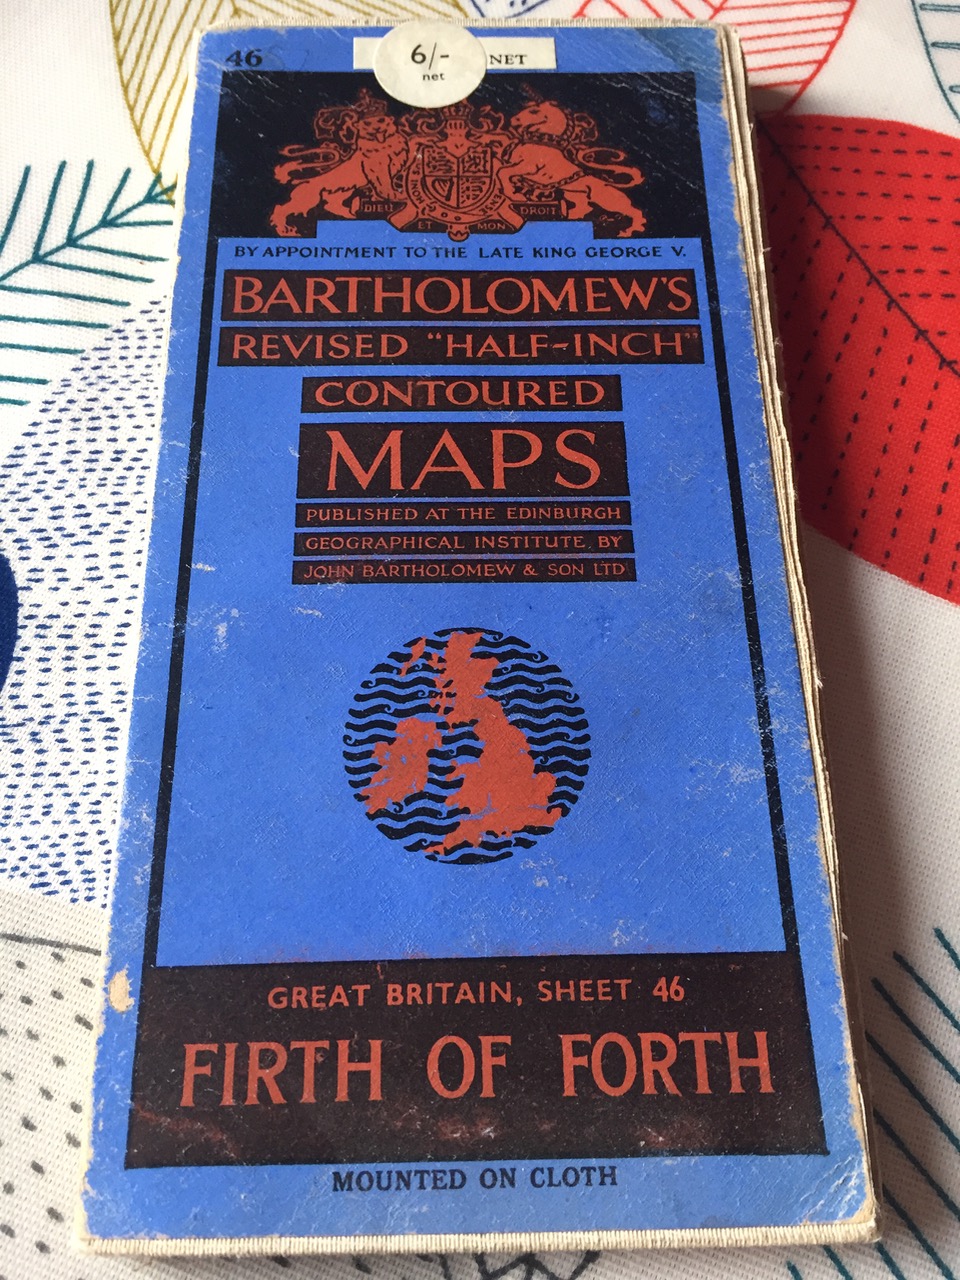 46
6/-
net
NET
DIEU
ET
MON
DROIT
BY APPOINTMENT TO THE LATE KING GEORGE V.
BARTHOLOMEW'S
REVISED "HALF-INCH"
CONTOURED
MAPS
PUBLISHED AT THE EDINBURGH
GEOGRAPHICAL INSTITUTE BY
JOHN BARTHOLOMEW & SON LTD
GREAT BRITAIN, SHEET 46
FIRTH OF FORTH
MOUNTED ON CLOTH